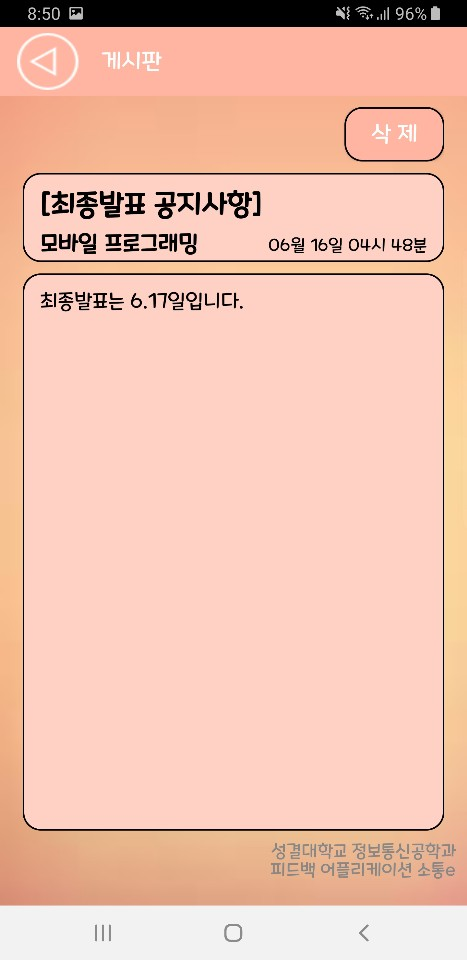 8:50 96%
게시판
삭 제
[최종발표 공지사항]
모바일 프로그래밍 06월 16일 04시 48분
최종발표는 6.17일입니다.
성결대학교 정보통신공학과
피드백 어플리케이션 소통e